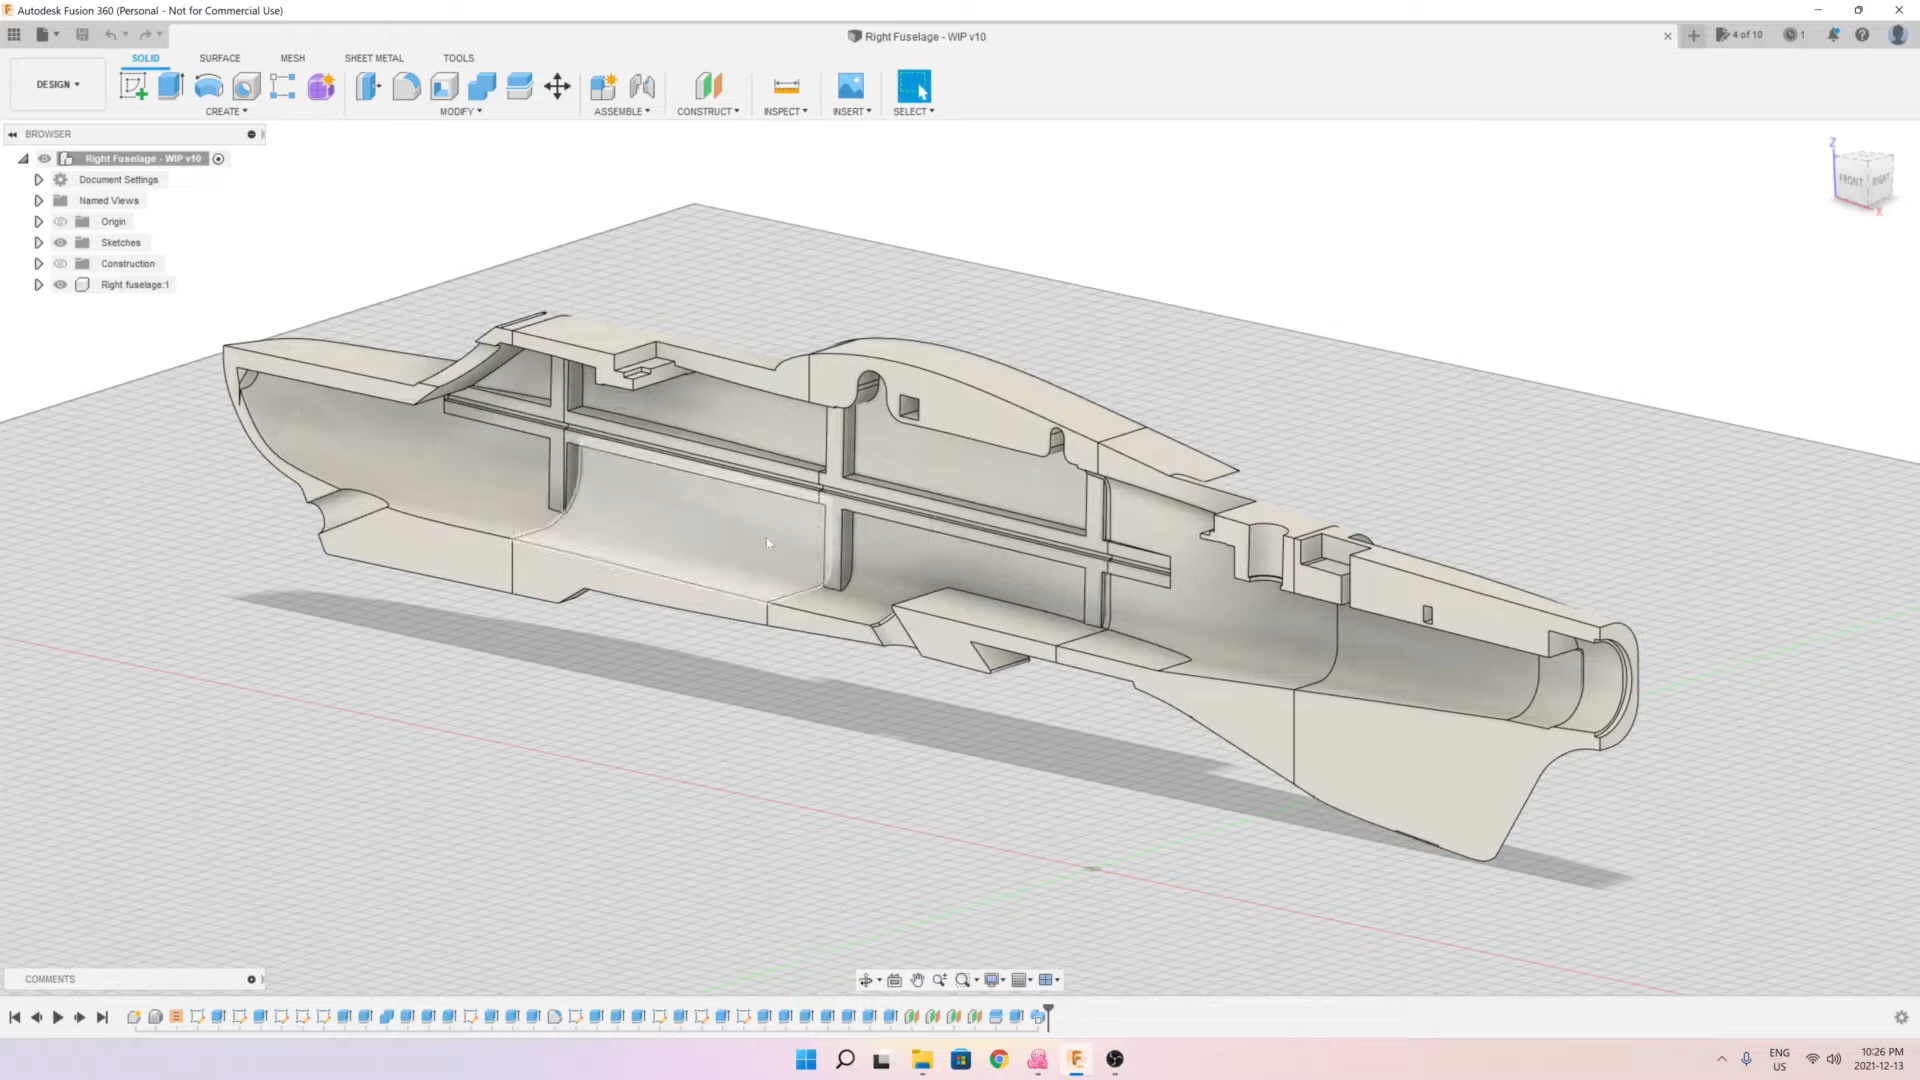 Autodesk Fusion 360 (Personal - Not for Commercial Use)
Right Fuselage - WIP v10
4 of 10
1
SOLID
SURFACE
MESH
SHEET METAL
TOOLS
DESIGN
CREATE
MODIFY
ASSEMBLE
CONSTRUCT
INSPECT
INSERT
SELECT
BROWSER
Right Fuselage - WIP v10
Document Settings
Named Views
Origin
Sketches
Construction
Right fuselage:1
Z
FRONT
RIGHT
X
COMMENTS
ENG
US
10:26 PM
2021-12-13